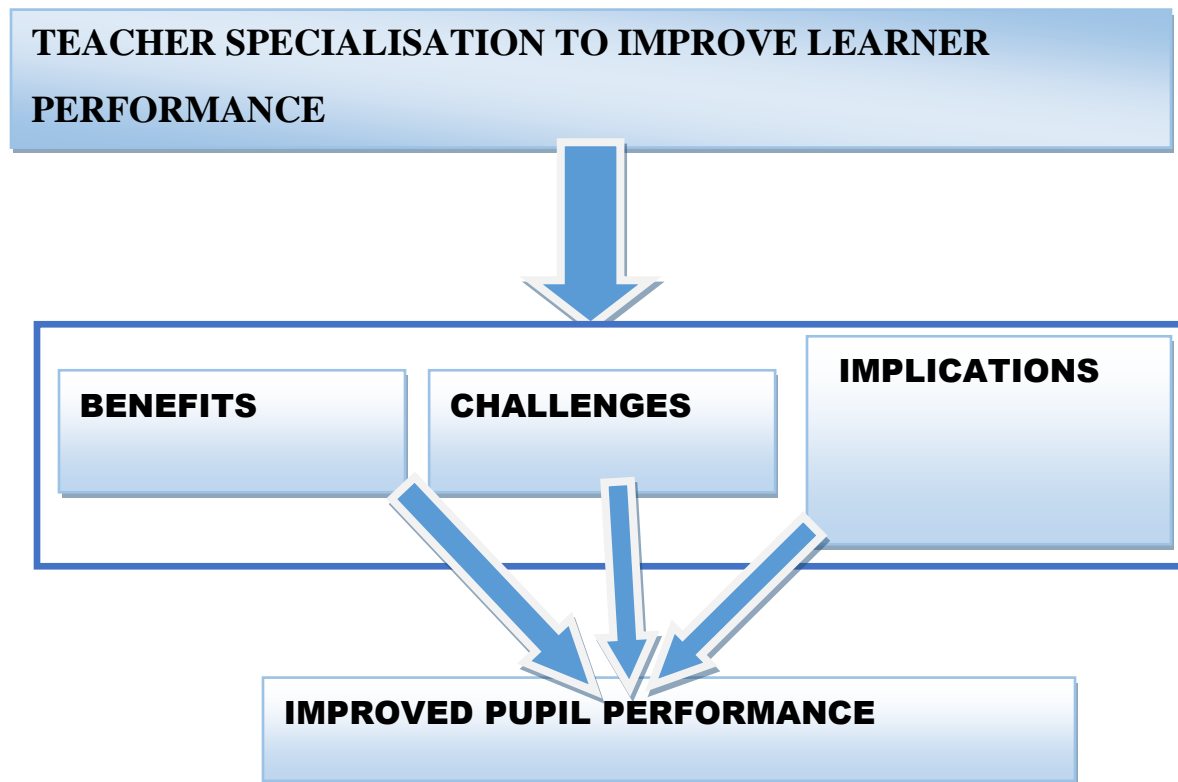 TEACHER SPECIALISATION TO IMPROVE LEARNER
PERFORMANCE
BENEFITS
CHALLENGES
IMPLICATIONS
IMPROVED PUPIL PERFORMANCE